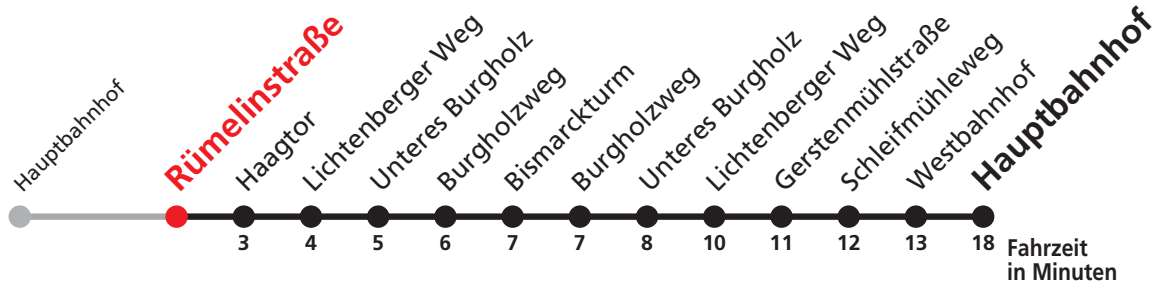 Hauptbahnhof
Rümelinstraße
Haagtor
Lichtenberger Weg
Unteres Burgholz
Burgholzweg
Bismarckturm
Burgholzweg
Unteres Burgholz
Lichtenberger Weg
Gerstenmühlstraße
Schleifmühleweg
Westbahnhof
Hauptbahnhof
3 4 5 6 7 7 8 10 11 12 13 18
Fahrzeit
in Minuten